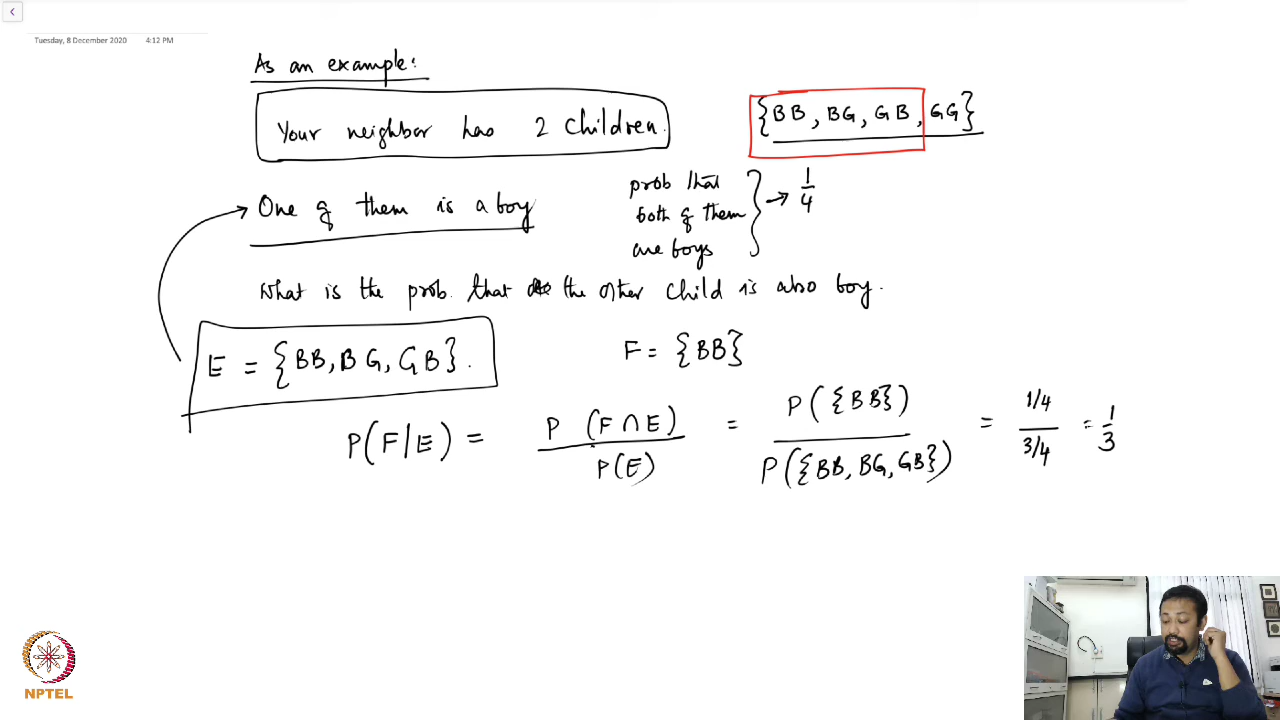 Tuesday, 8 December 2020 4:12 PM
As an example:
Your neighbor has 2 children.
{BB, BG, GB, GG}
One of them is a boy
prob that
both of them
are boys
→ 1/4
What is the prob. that the other child is also boy.
E = {BB, BG, GB}.
F = {BB}
P(F/E) = P(F∩E) / P(E) = P({BB}) / P({BB, BG, GB}) = 1/4 / 3/4 = 1/3
NPTEL